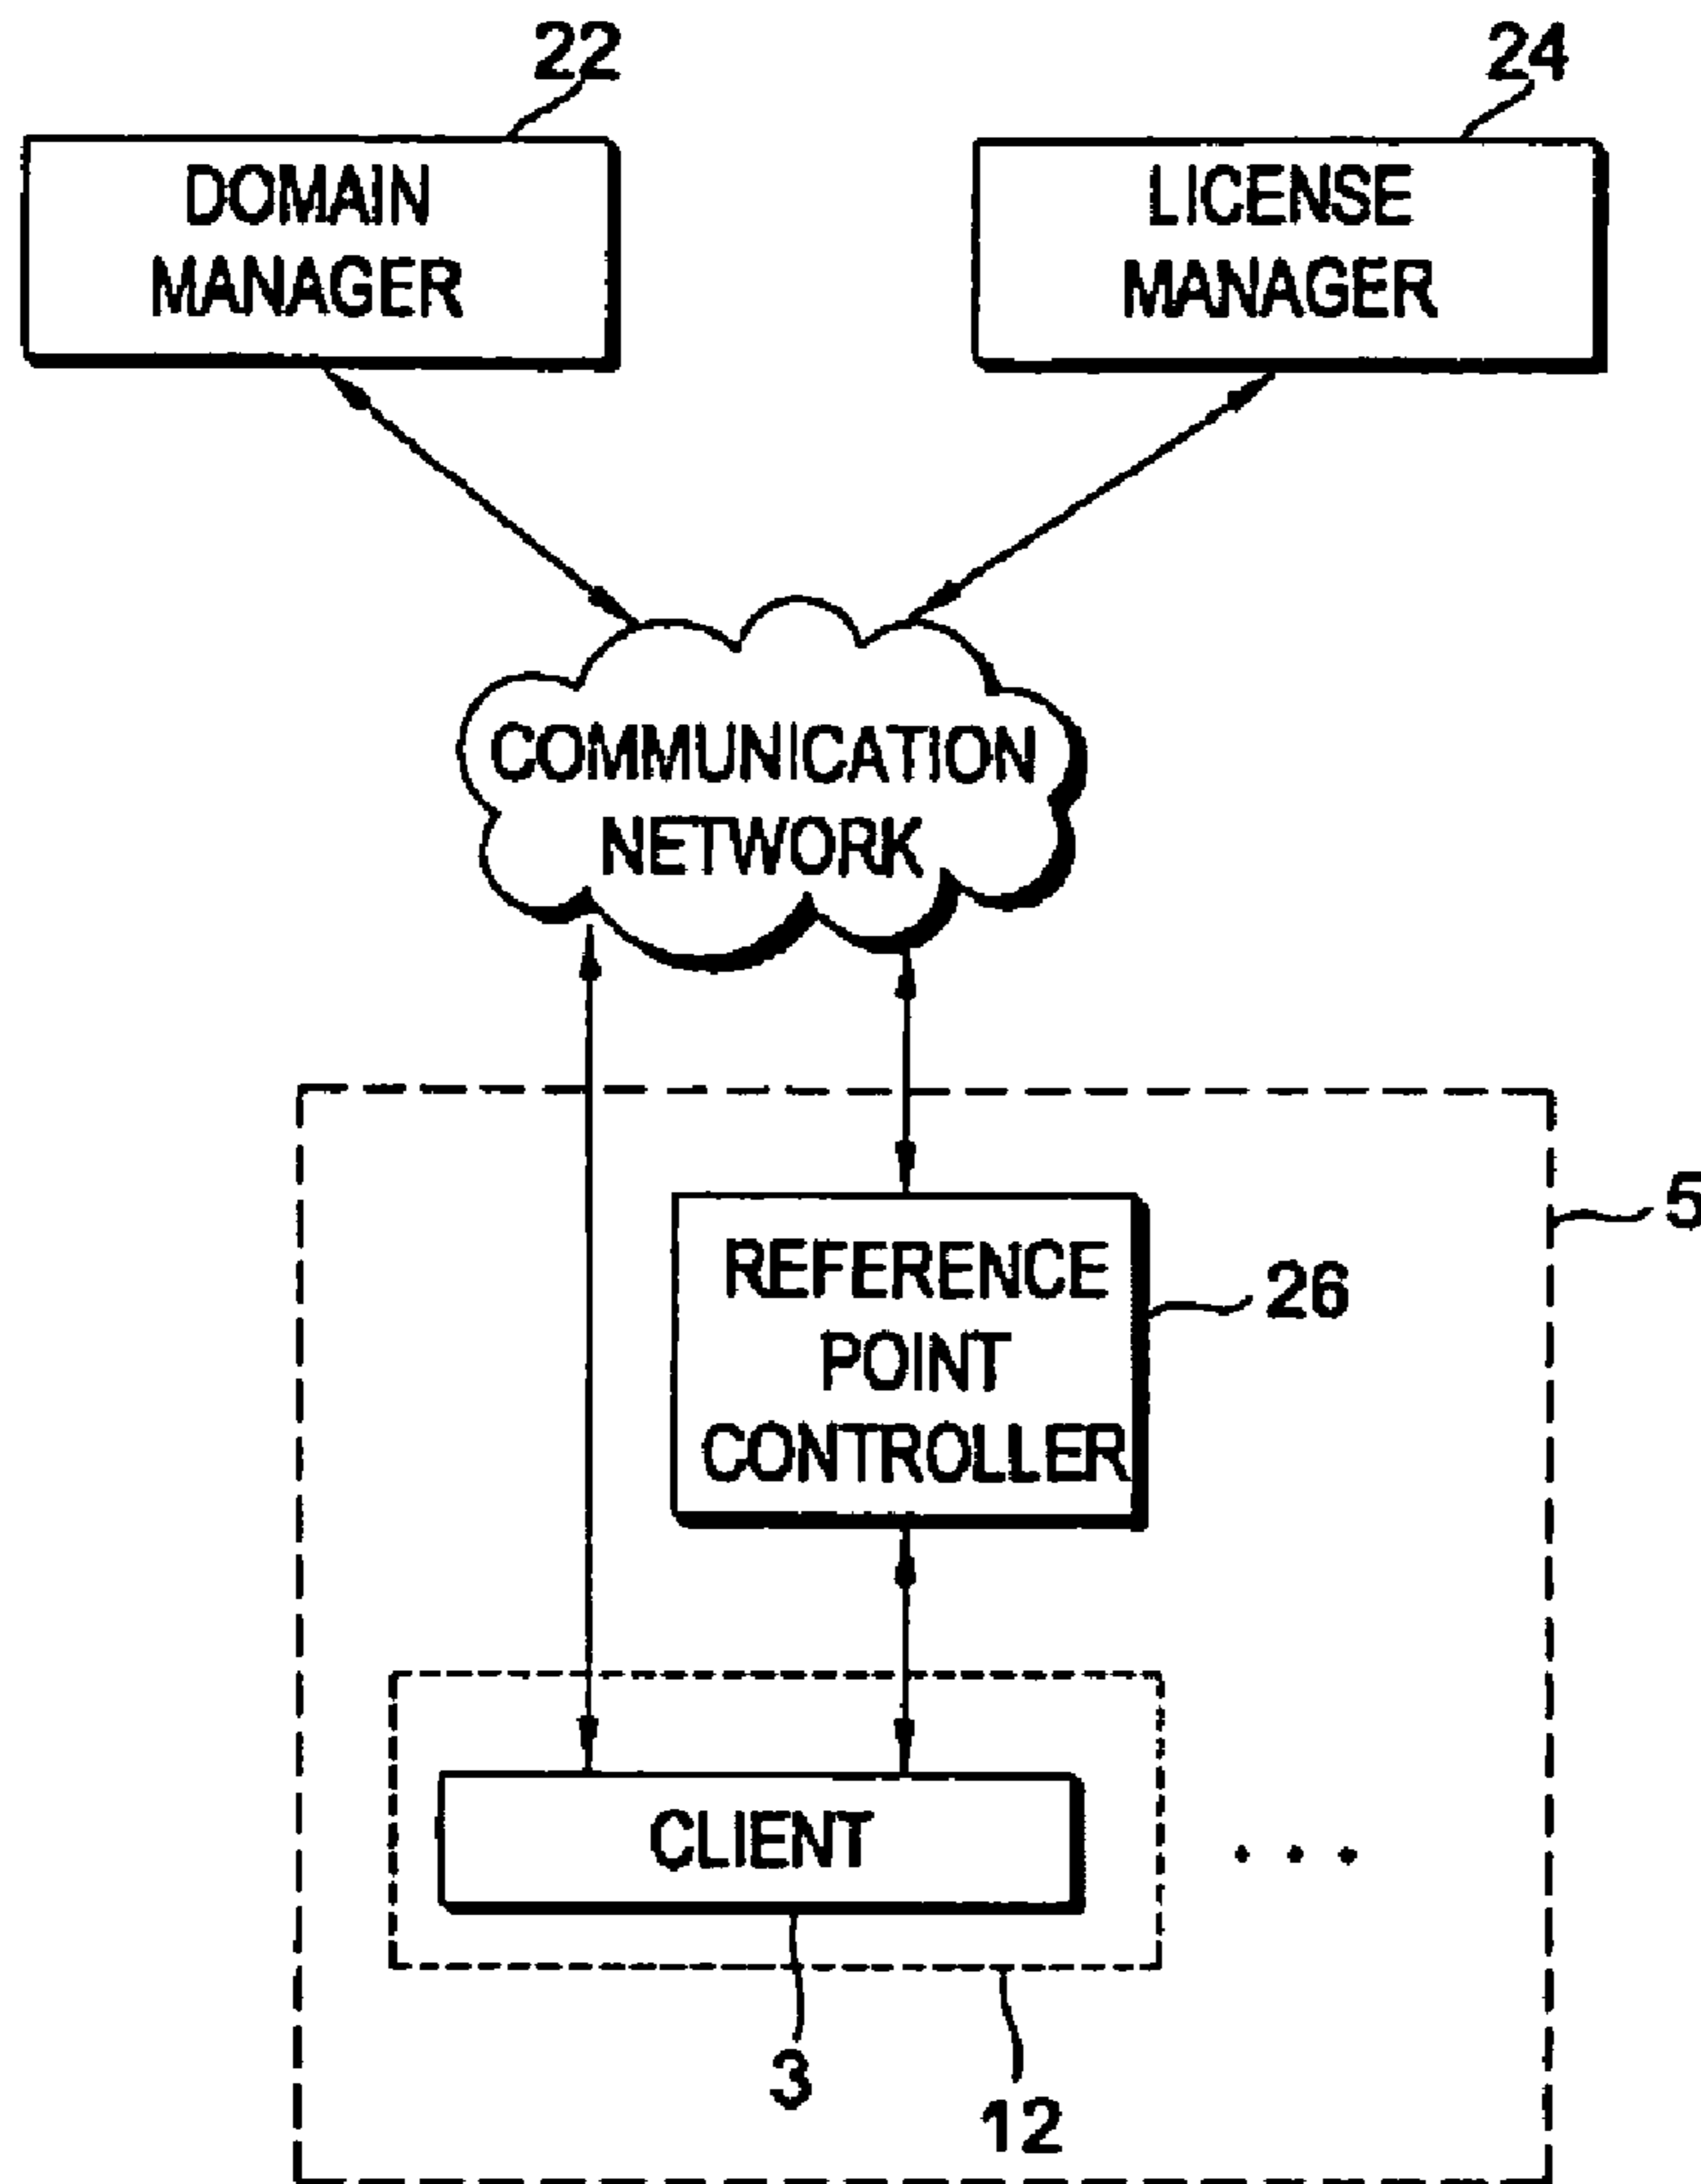 22
24
DOMAIN
MANAGER
LICENSE
MANAGER
COMMUNICATION
NETWORK
5
REFERENCE
POINT
CONTROLLER
26
CLIENT
...
3
12